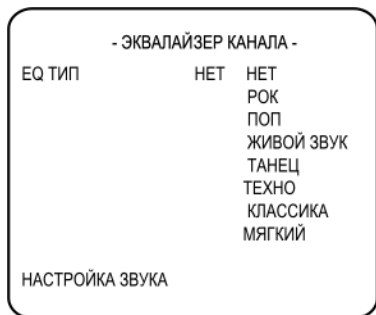 - ЭКВАЛАЙЗЕР КАНАЛА -
EQ ТИП НЕТ НЕТ
РОК
ПОП
ЖИВОЙ ЗВУК
ТАНЕЦ
ТЕХНО
КЛАССИКА
МЯГКИЙ
НАСТРОЙКА ЗВУКА